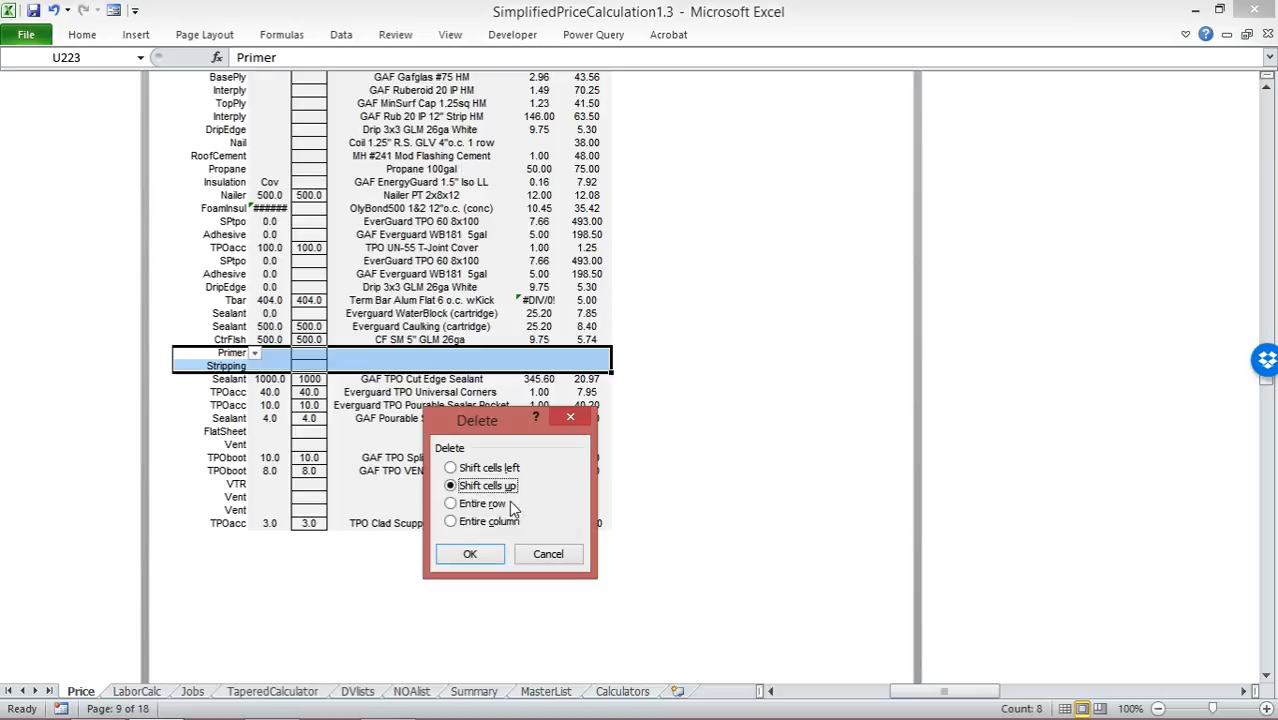 SimplifiedPriceCalculation1.3 - Microsoft Excel
File Home Insert Page Layout Formulas Data Review View Developer Power Query Acrobat
U223 fx Primer
BasePly GAF Gafglas #75 HM 2.96 43.56
Interply GAF Ruberoid 20 IP HM 1.49 70.25
TopPly GAF MinSurf Cap 1.25sq HM 1.23 41.50
Interply GAF Rub 20 IP 12" Strip HM 146.00 63.50
DripEdge Drip 3x3 GLM 26ga White 9.75 5.30
Nail Coil 1.25" R.S. GLV 4"o.c. 1 row 38.00
RoofCement MH #241 Mod Flashing Cement 1.00 48.00
Propane Propane 100gal 50.00 75.00
Insulation Cov GAF EnergyGuard 1.5" Iso LL 0.16 7.92
Nailer 500.0 500.0 Nailer PT 2x8x12 12.00 12.08
FoamInsul ###### OlyBond500 1&2 12"o.c. (conc) 10.45 35.42
SPtpo 0.0 EverGuard TPO 60 8x100 7.66 493.00
Adhesive 0.0 GAF Everguard WB181 5gal 5.00 198.50
TPOacc 100.0 100.0 TPO UN-55 T-Joint Cover 1.00 1.25
SPtpo 0.0 EverGuard TPO 60 8x100 7.66 493.00
Adhesive 0.0 GAF Everguard WB181 5gal 5.00 198.50
DripEdge 0.0 Drip 3x3 GLM 26ga White 9.75 5.30
Tbar 404.0 404.0 Term Bar Alum Flat 6 o.c. wKick #DIV/0! 5.00
Sealant 0.0 Everguard WaterBlock (cartridge) 25.20 7.85
Sealant 500.0 500.0 Everguard Caulking (cartridge) 25.20 8.40
CtrFlsh 500.0 500.0 CF SM 5" GLM 26ga 9.75 5.74
Primer
Stripping
Sealant 1000.0 1000 GAF TPO Cut Edge Sealant 345.60 20.97
TPOacc 40.0 40.0 Everguard TPO Universal Corners 1.00 7.95
TPOacc 10.0 10.0 Everguard TPO Pourable Sealer Pocket 1.00 40.20
Sealant 4.0 4.0 GAF Pourable S
FlatSheet
Vent
TPOboot 10.0 10.0 GAF TPO Spli
TPOboot 8.0 8.0 GAF TPO VEN
VTR
Vent
Vent
TPOacc 3.0 3.0 TPO Clad Scupp 0
Delete ?
Delete
Shift cells left
Shift cells up
Entire row
Entire column
OK Cancel
Price LaborCalc Jobs TaperedCalculator DVlists NOAlist Summary MasterList Calculators
Ready Page: 9 of 18 Count: 8 100%